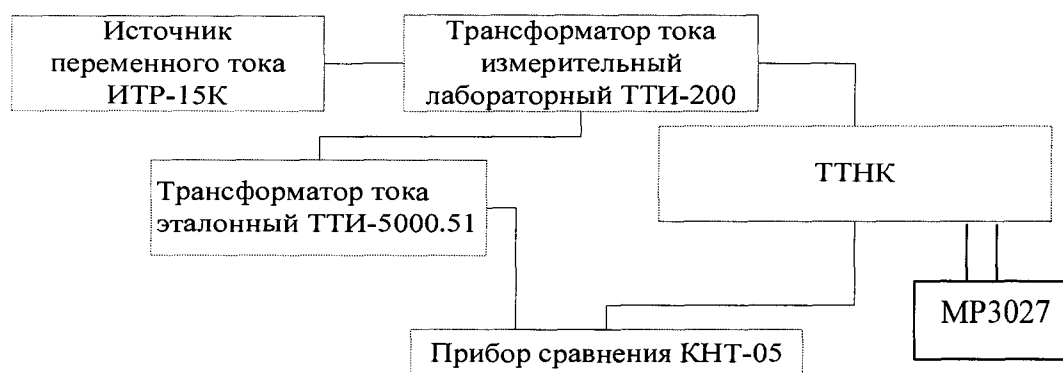 Источник
переменного тока
ИТР-15К
Трансформатор тока
измерительный
лабораторный ТТИ-200
ТТНК
Трансформатор тока
эталонный ТТИ-5000.51
МР3027
Прибор сравнения КНТ-05